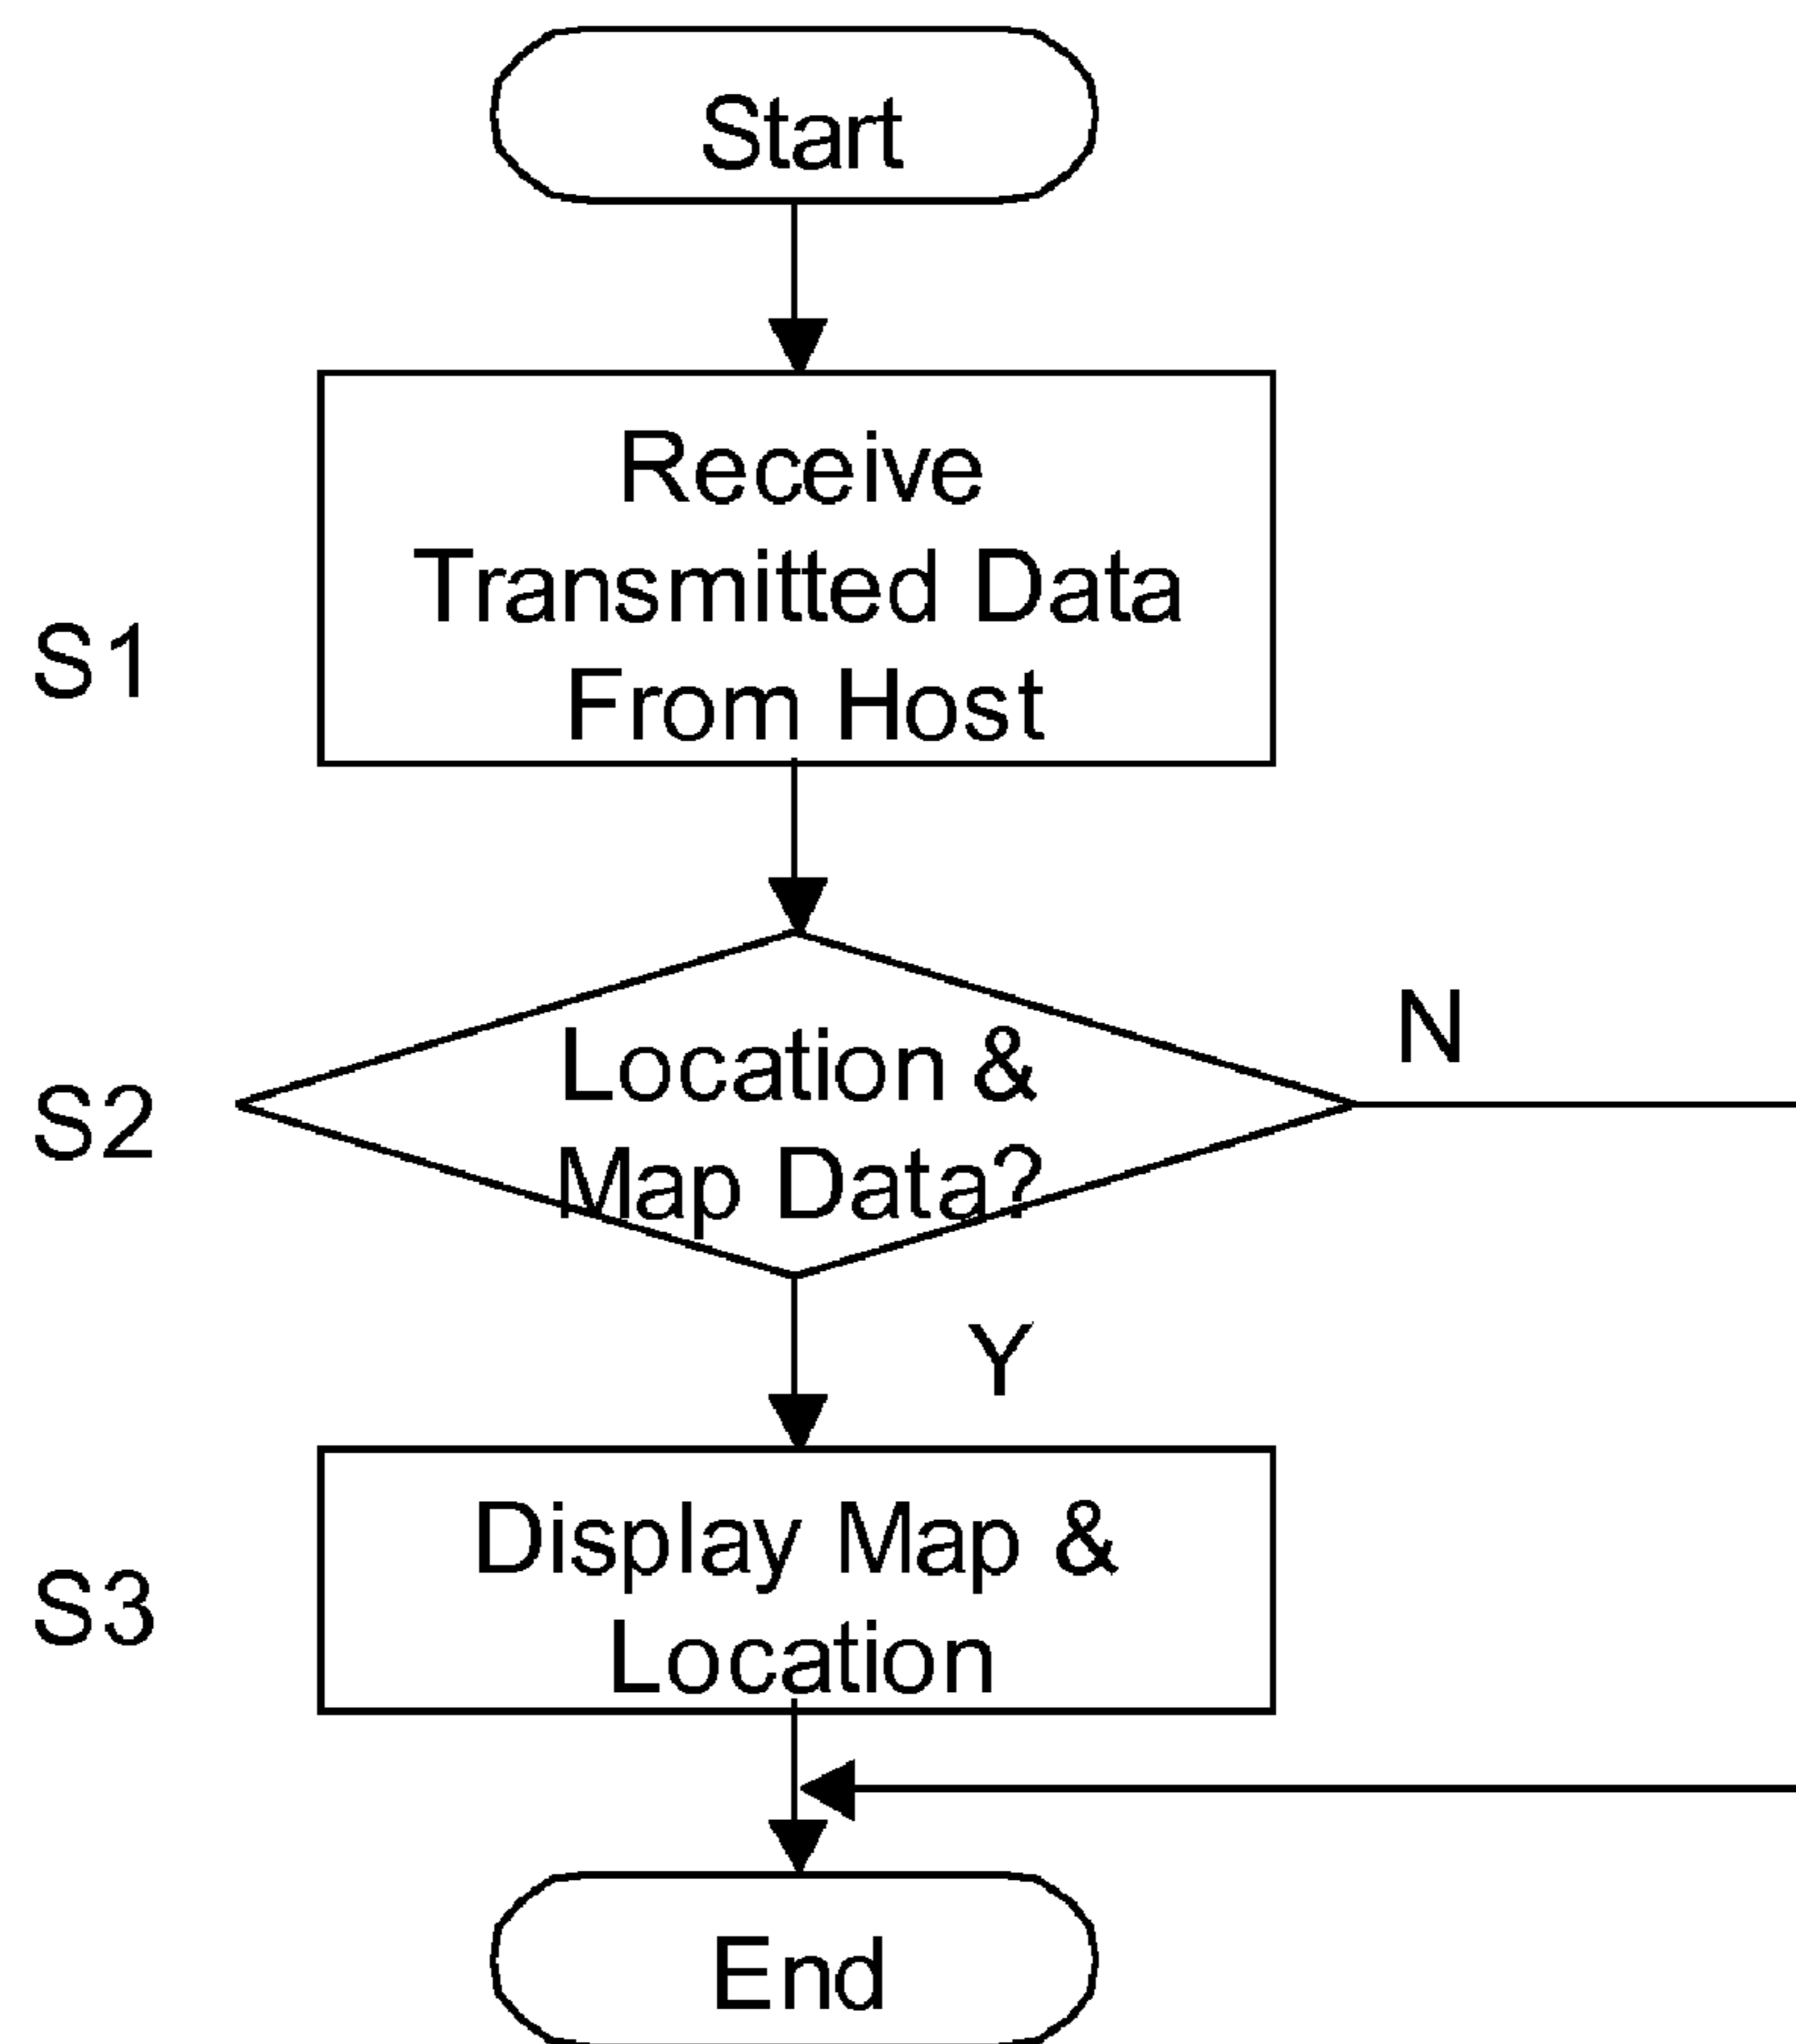 Start
Receive
Transmitted Data
From Host
S1
Location &
Map Data?
N
S2
Y
Display Map &
Location
S3
End